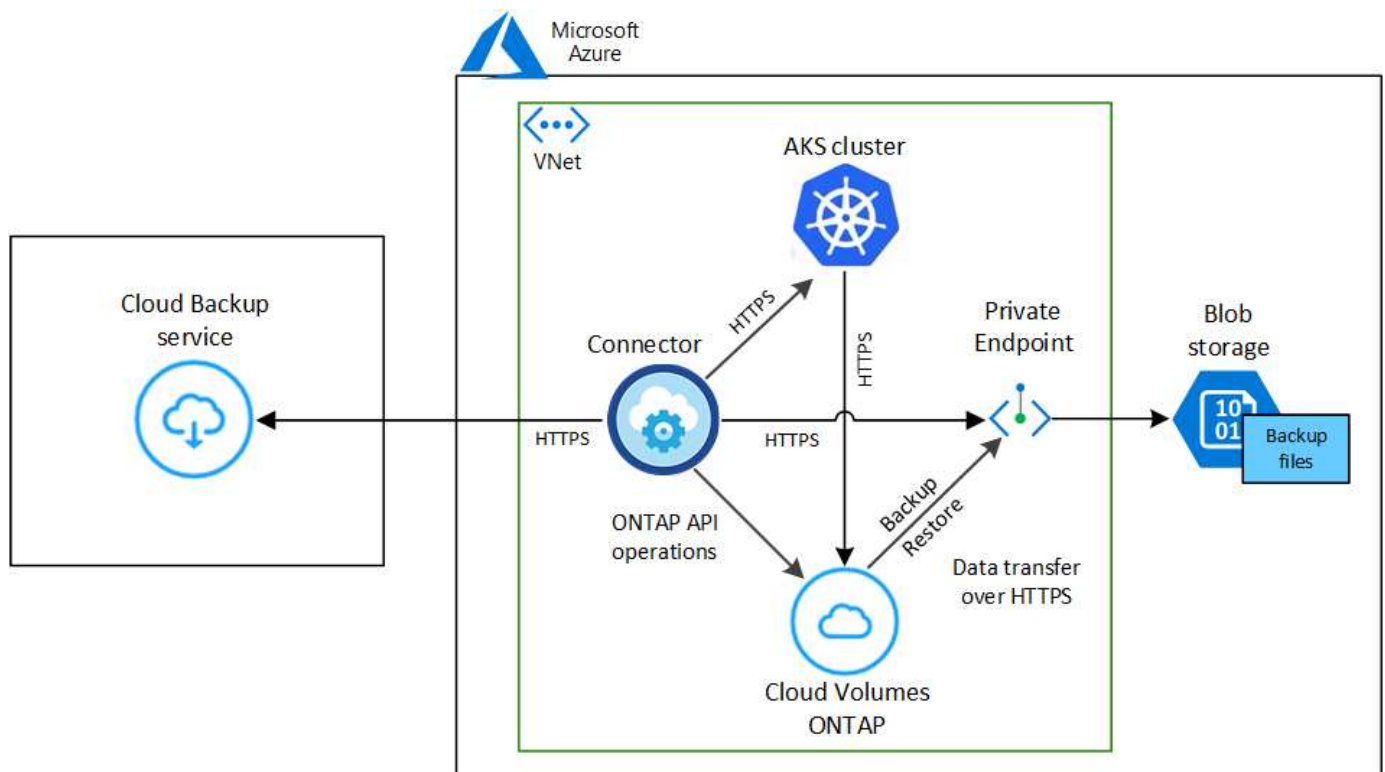 Microsoft
Azure
VNet
AKS cluster
Cloud Backup
service
Connector
HTTPS
HTTPS
Private
Endpoint
Blob
storage
10
01
Backup
files
HTTPS
HTTPS
ONTAP API
operations
Backup
Restore
Data transfer
over HTTPS
Cloud Volumes
ONTAP